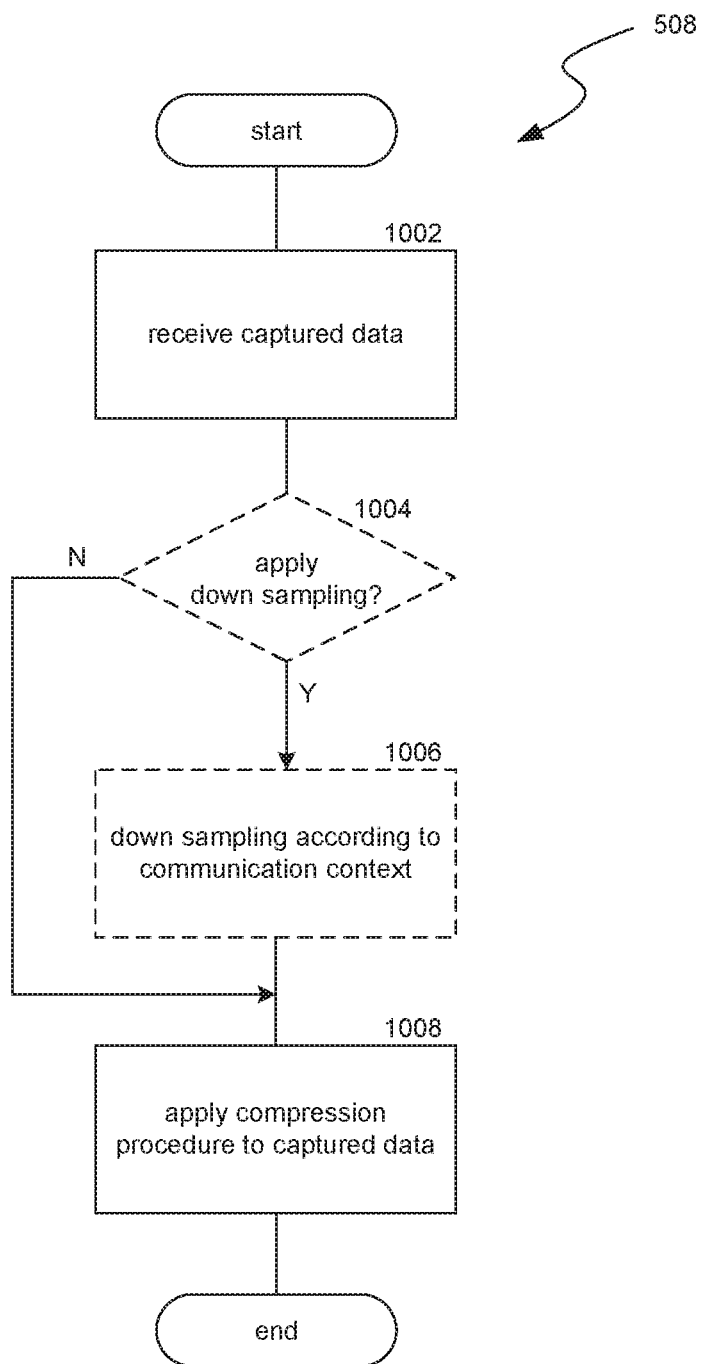 508
start
1002
receive captured data
1004
N
apply
down sampling?
Y
1006
down sampling according to
communication context
1008
apply compression
procedure to captured data
end